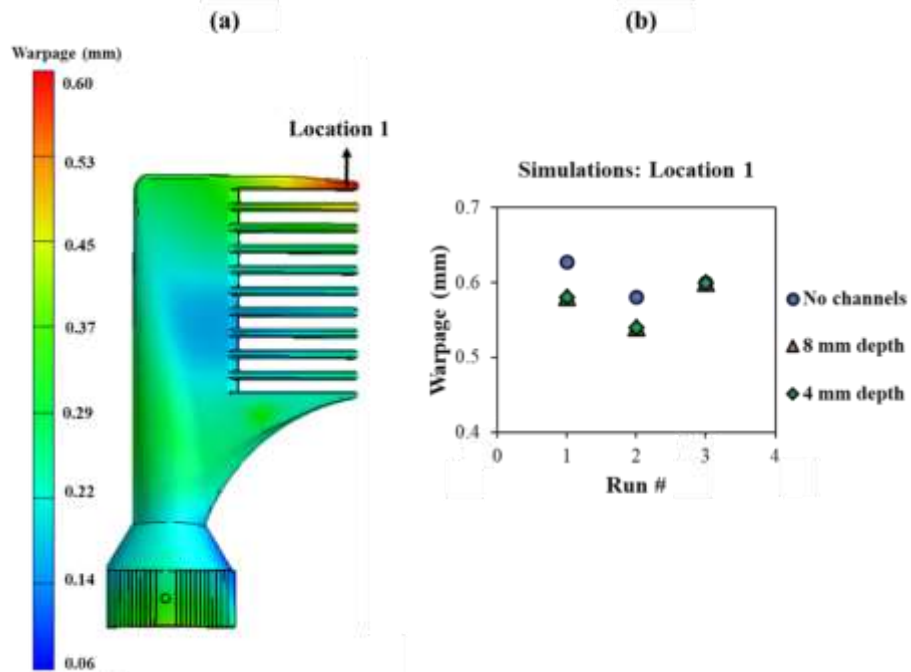 (a)
Warpage (mm)
0.60
0.53
0.45
0.37
0.29
0.22
0.14
0.06
Location 1
(b)
Simulations: Location 1
Warpage (mm)
0.7
0.6
0.5
0.4
0
1
2
3
4
Run #
No channels
8 mm depth
4 mm depth